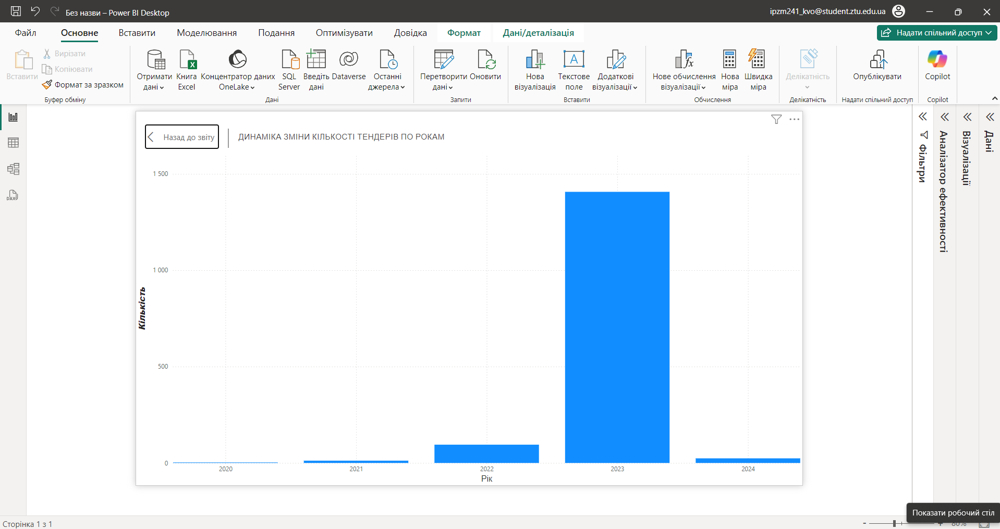 Без назви – Power BI Desktop
ipzm241_kvo@student.ztu.edu.ua
Файл
Основне
Вставити
Моделювання
Подання
Оптимізувати
Довідка
Формат
Дані/деталізація
Надати спільний доступ
Вставити
Вирізати
Копіювати
Формат за зразком
Буфер обміну
Отримати
дані
Книга
Excel
Концентратор даних
OneLake
SQL
Server
Введіть
дані
Dataverse
Останні
джерела
Дані
Перетворити
дані
Оновити
Запити
Нова
візуалізація
Текстове
поле
Додаткові
візуалізації
Вставити
Нове обчислення
візуалізації
Нова
міра
Швидка
міра
Обчислення
Делікатність
Делікатність
Опублікувати
Надати спільний доступ
Copilot
Copilot
DAX
Назад до звіту
ДИНАМІКА ЗМІНИ КІЛЬКОСТІ ТЕНДЕРІВ ПО РОКАМ
1 500
1 000
500
0
Кількість
2020
2021
2022
2023
2024
Рік
Фільтри
Аналізатор ефективності
Візуалізації
Дані
Показати робочий стіл
Сторінка 1 з 1
80%